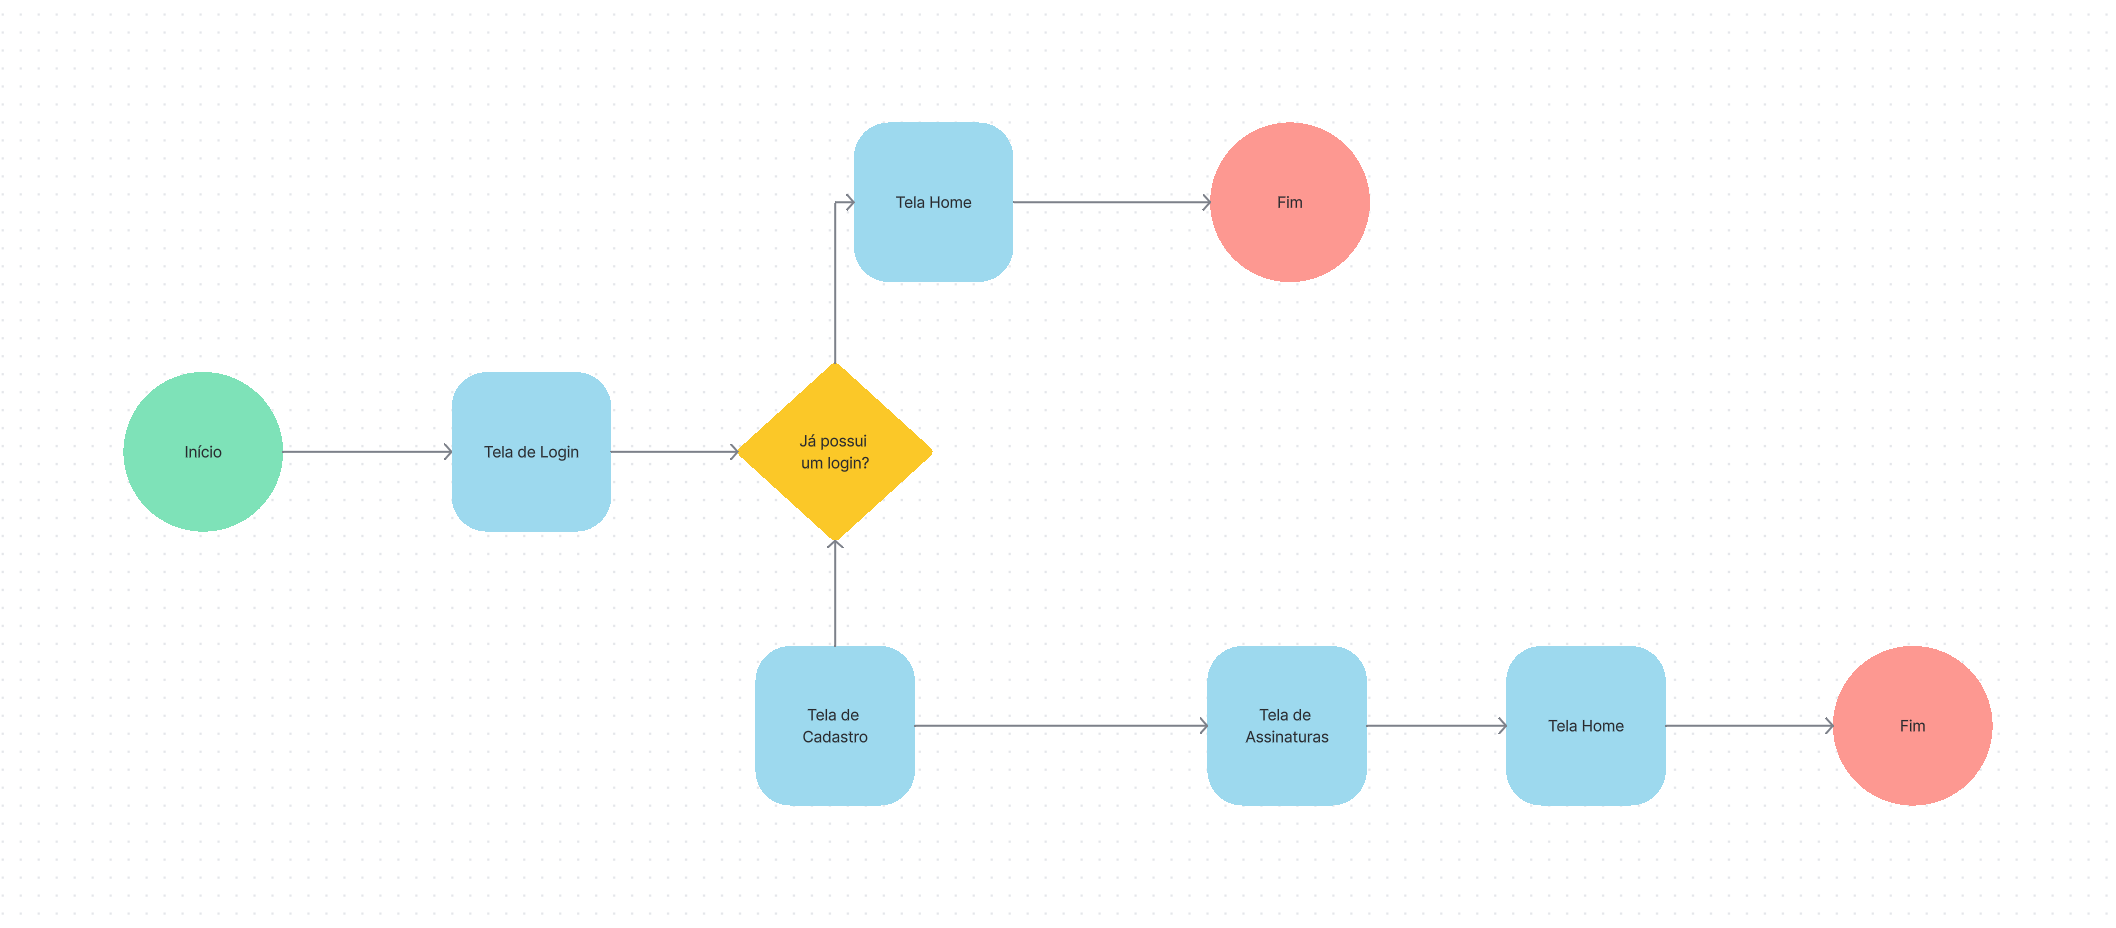 Tela Home
Fim
Início
Tela de Login
Já possui
um login?
Tela de
Cadastro
Tela de
Assinaturas
Tela Home
Fim